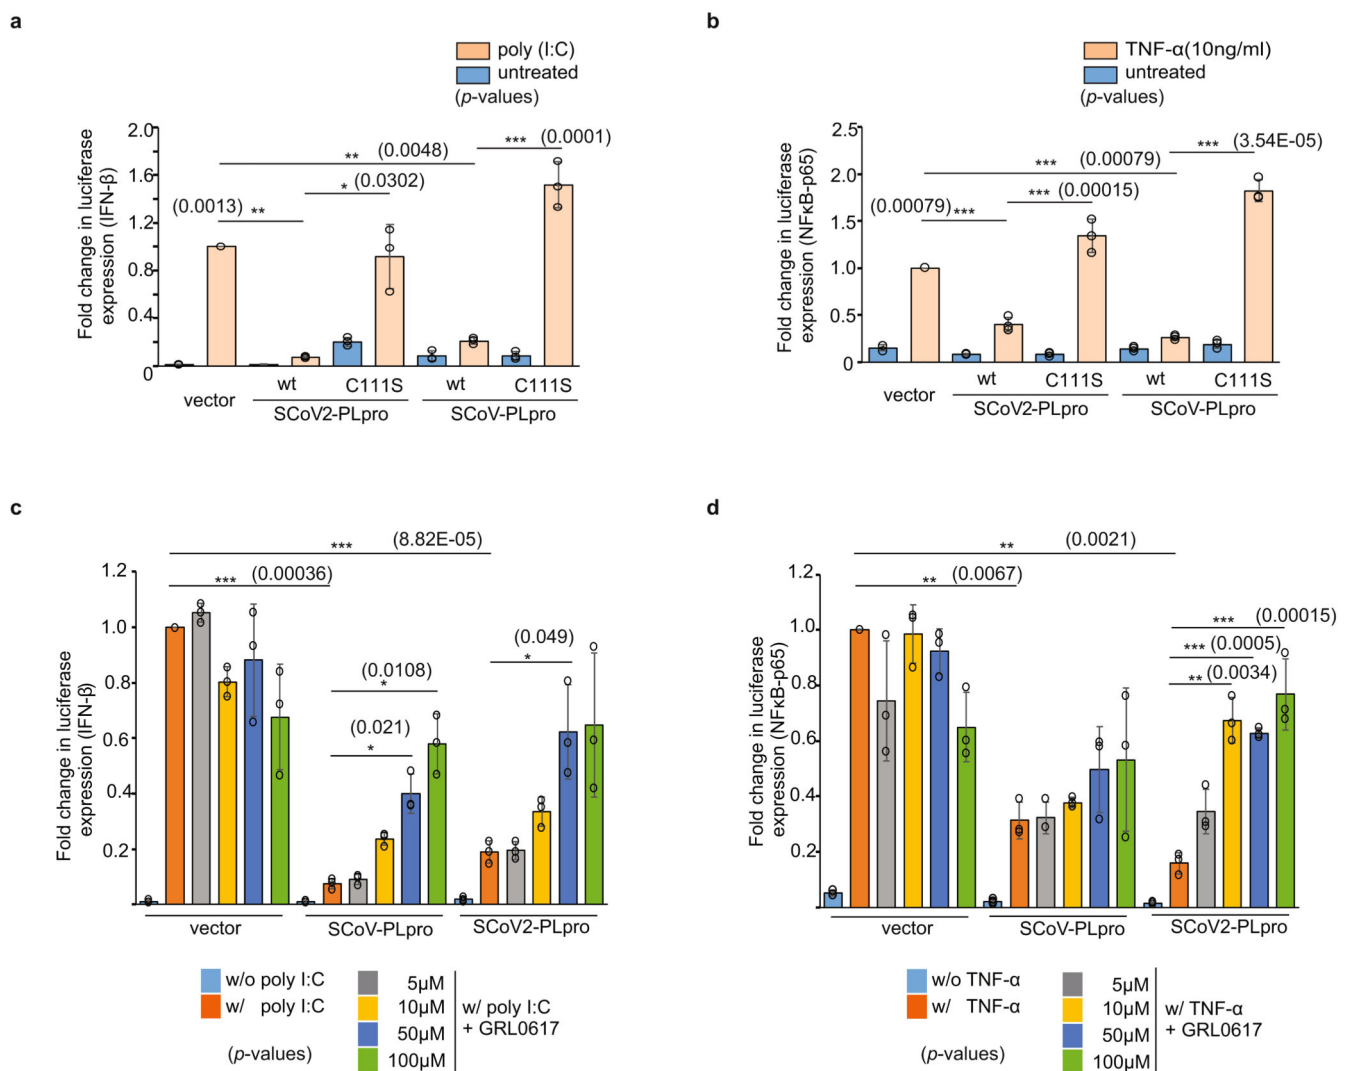 a
poly (I:C)
untreated
(p-values)
Fold change in luciferase
expression (IFN-β)
2.0
1.6
1.2
0.8
0.4
0
(0.0013)
**
**
(0.0048)
*
(0.0302)
***
(0.0001)
wt
C111S
wt
C111S
vector
SCoV2-PLpro
SCoV-PLpro
b
TNF-α(10ng/ml)
untreated
(p-values)
Fold change in luciferase
expression (NFκB-p65)
2.5
2.0
1.5
1.0
0.5
0
(0.00079)
***
***
(0.00079)
***
(0.00015)
***
(3.54E-05)
wt
C111S
wt
C111S
vector
SCoV2-PLpro
SCoV-PLpro
c
Fold change in luciferase
expression (IFN-β)
1.2
1.0
0.8
0.6
0.4
0.2
***
(8.82E-05)
***
(0.00036)
(0.0108)
*
(0.021)
*
(0.049)
*
vector
SCoV-PLpro
SCoV2-PLpro
w/o poly I:C
w/ poly I:C
(p-values)
5μM
10μM
50μM
100μM
w/ poly I:C
+ GRL0617
d
Fold change in luciferase
expression (NFκB-p65)
1.2
1.0
0.8
0.6
0.4
0.2
**
(0.0021)
**
(0.0067)
***
(0.00015)
***
(0.0005)
**
(0.0034)
vector
SCoV-PLpro
SCoV2-PLpro
w/o TNF-α
w/ TNF-α
(p-values)
5μM
10μM
50μM
100μM
w/ TNF-α
+ GRL0617